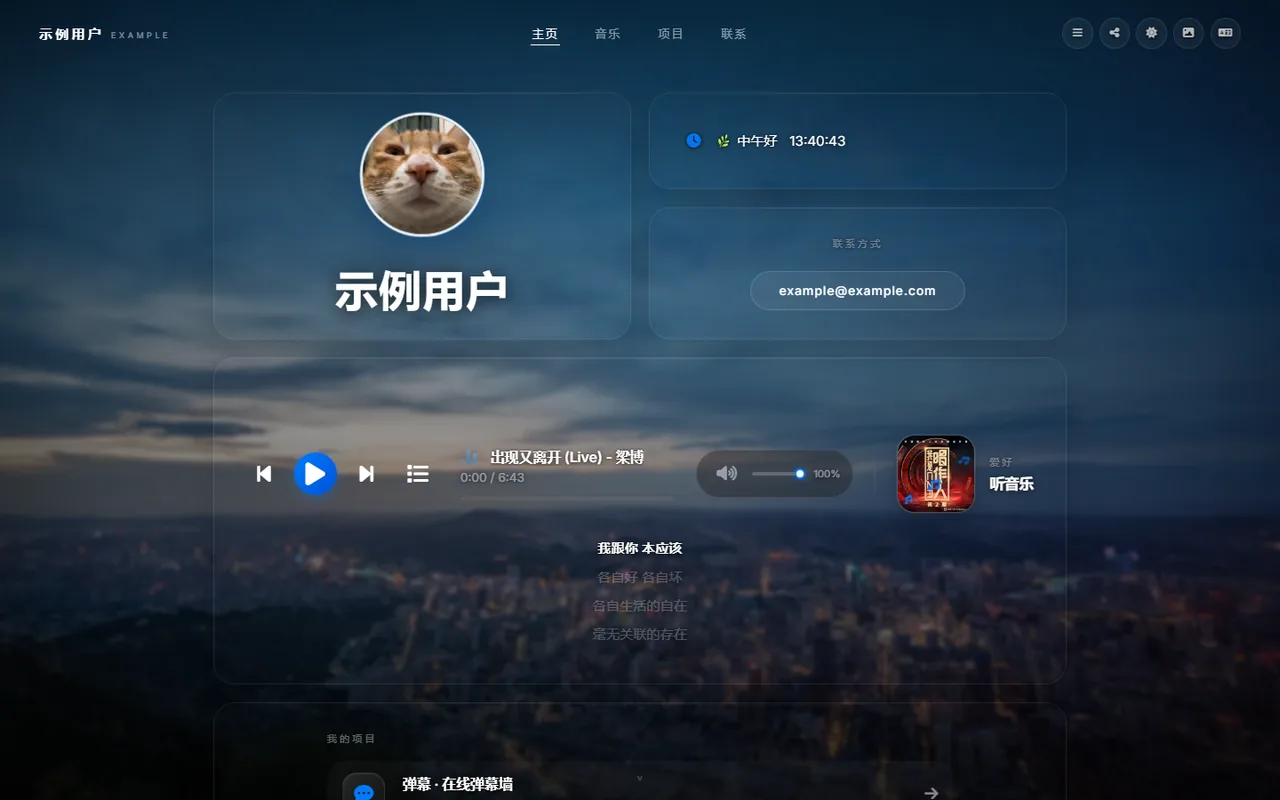 示例用户 EXAMPLE
主页 音乐 项目 联系
中午好 13:40:43
联系方式
example@example.com
示例用户
出现又离开 (Live) - 梁博
0:00 / 6:43
100%
爱好
听音乐
我跟你 本应该
各自好 各自坏
各自生活的自在
毫无关联的存在
我的项目
弹幕 · 在线弹幕墙